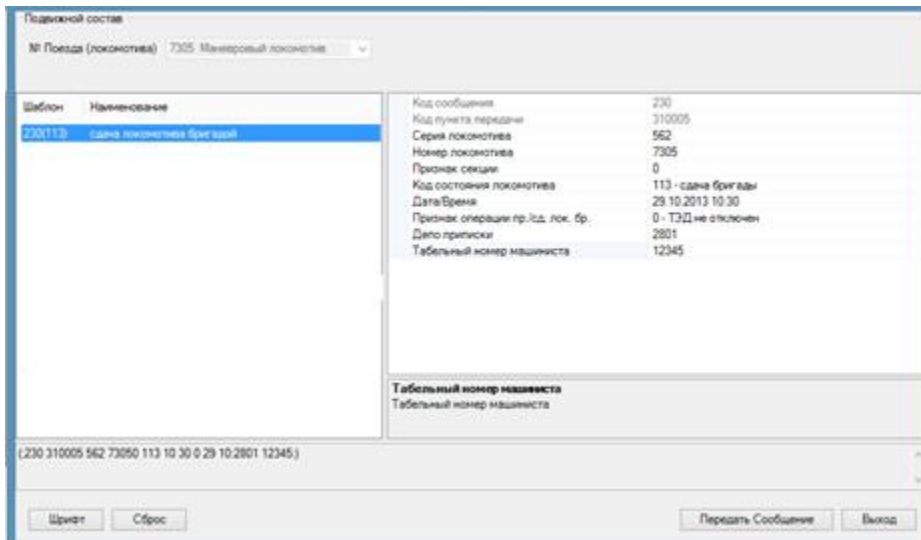 Подвижной состав
№ Поезда (локомотива) 7305 Маневровый локомотив
Шаблон Наименование
230(113) сдача локомотива бригадой
Код сообщения 230
Код пункта передачи 310005
Серия локомотива 562
Номер локомотива 7305
Признак секции 0
Код состояния локомотива 113 - сдача бригады
Дата/Время 29.10.2013 10:30
Признак операции пр./сд. лок. бр. 0 - ТЭД не отключен
Депо приписки 2801
Табельный номер машиниста 12345
Табельный номер машиниста
Табельный номер машиниста
(:230 310005 562 73050 113 10 30 0 29 10:2801 12345:)
Шрифт Сброс Передать Сообщение Выход